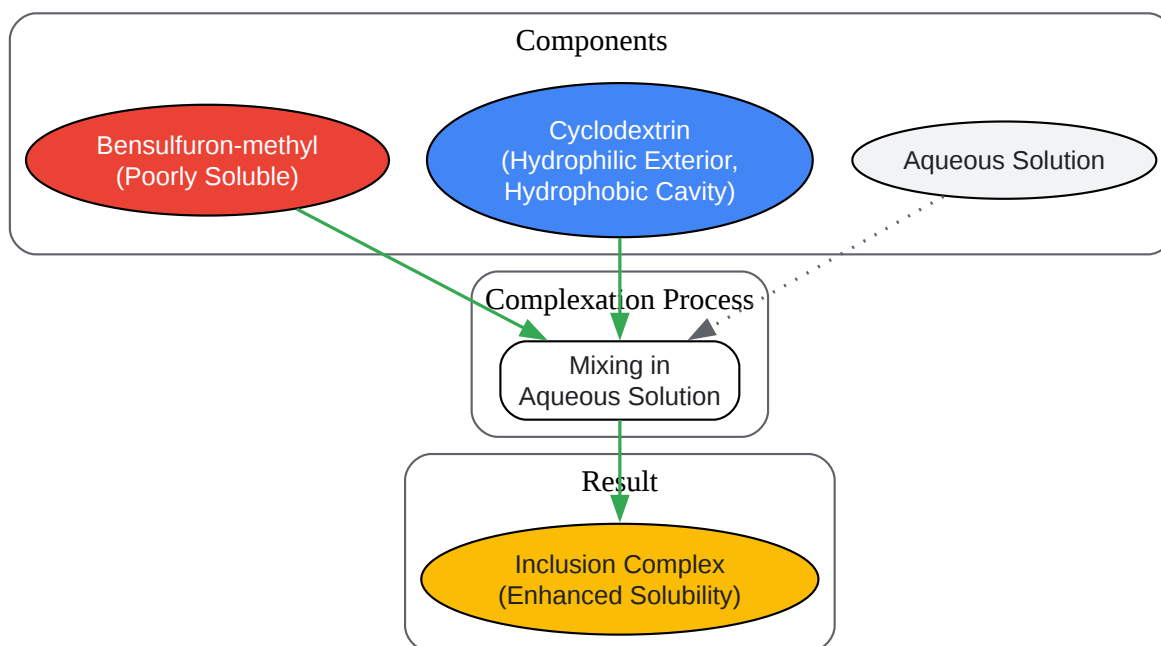 Components
Bensulfuron-methyl
(Poorly Soluble)
Cyclodextrin
(Hydrophilic Exterior,
Hydrophobic Cavity)
Aqueous Solution
Complexation Process
Mixing in
Aqueous Solution
Result
Inclusion Complex
(Enhanced Solubility)